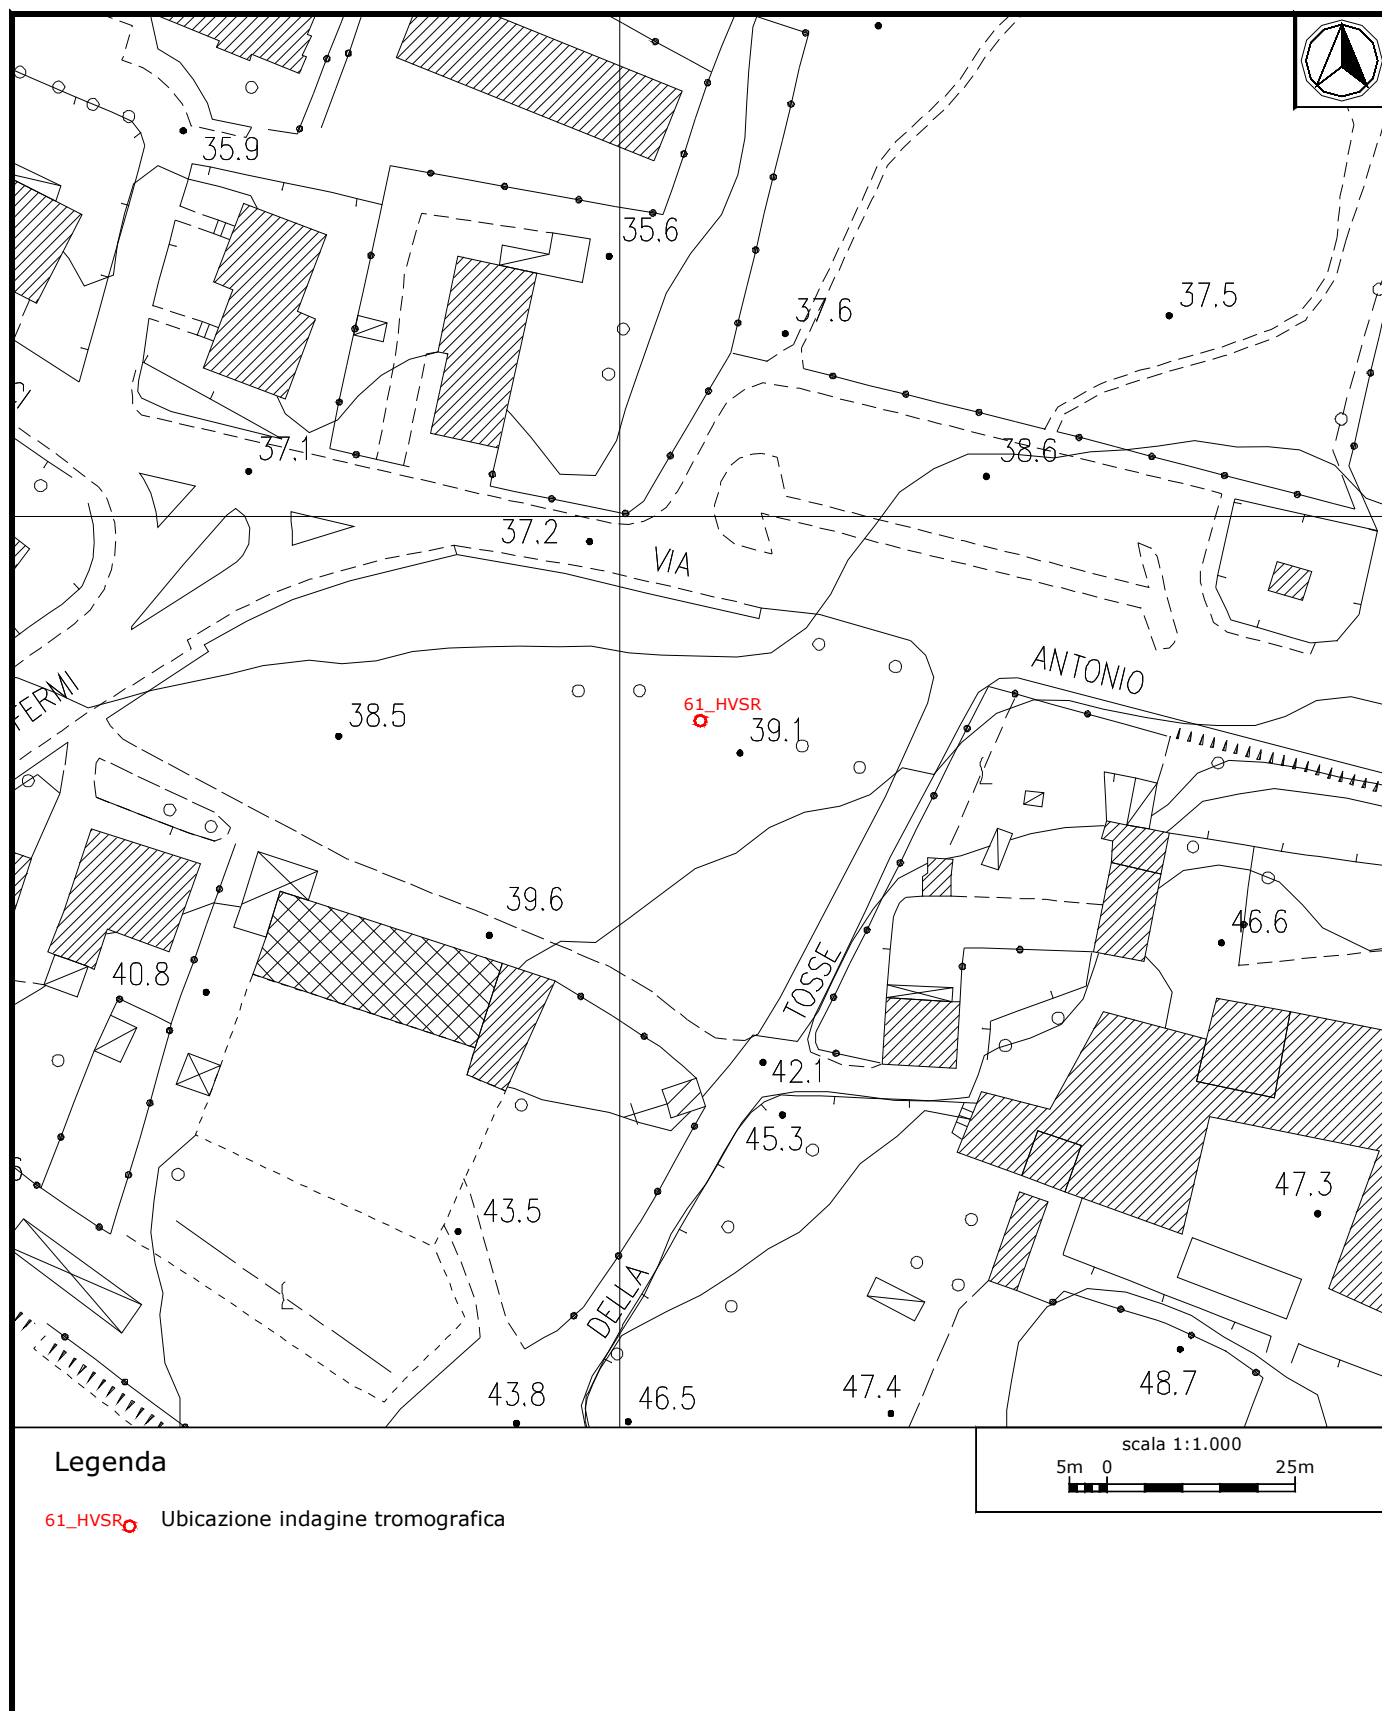 35.9
35.6
37.6
37.5
37.1
38.6
37.2
VIA
ANTONIO
FERMI
61_HVSR
38.5
39.1
39.6
46.6
40.8
TOSSE
42.1
45.3
47.3
43.5
DELLA
43.8
46.5
47.4
48.7
Legenda
scala 1:1.000
5m 0 25m
61_HVSR Ubicazione indagine tromografica